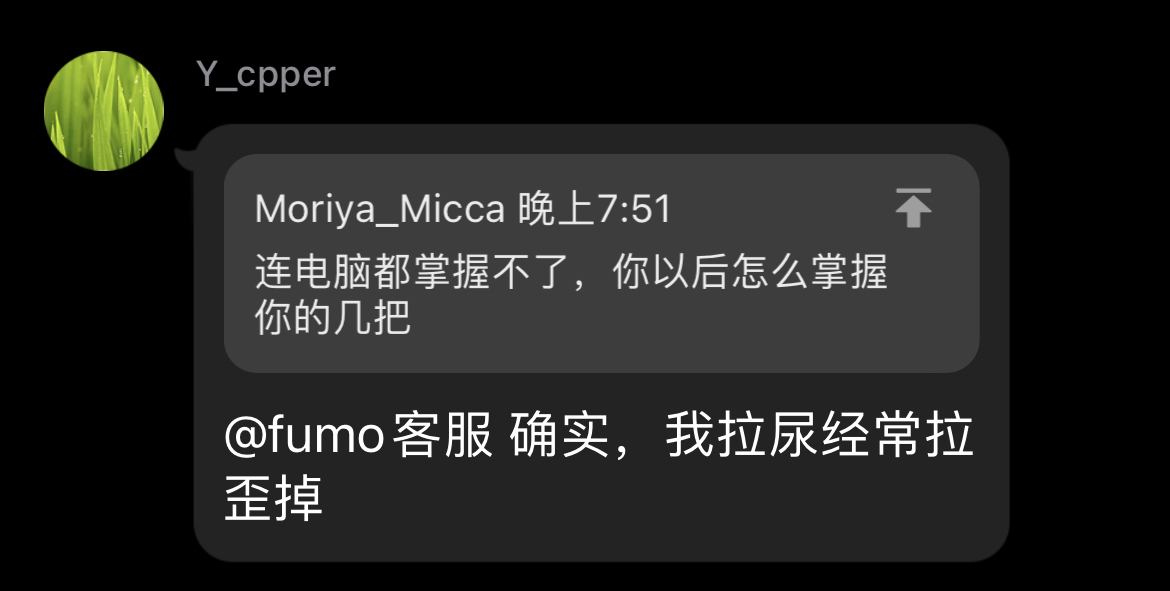 Y_cpper
Moriya_Micca 晚上7:51
连电脑都掌握不了，你以后怎么掌握
你的几把
@fumo客服 确实，我拉尿经常拉
歪掉